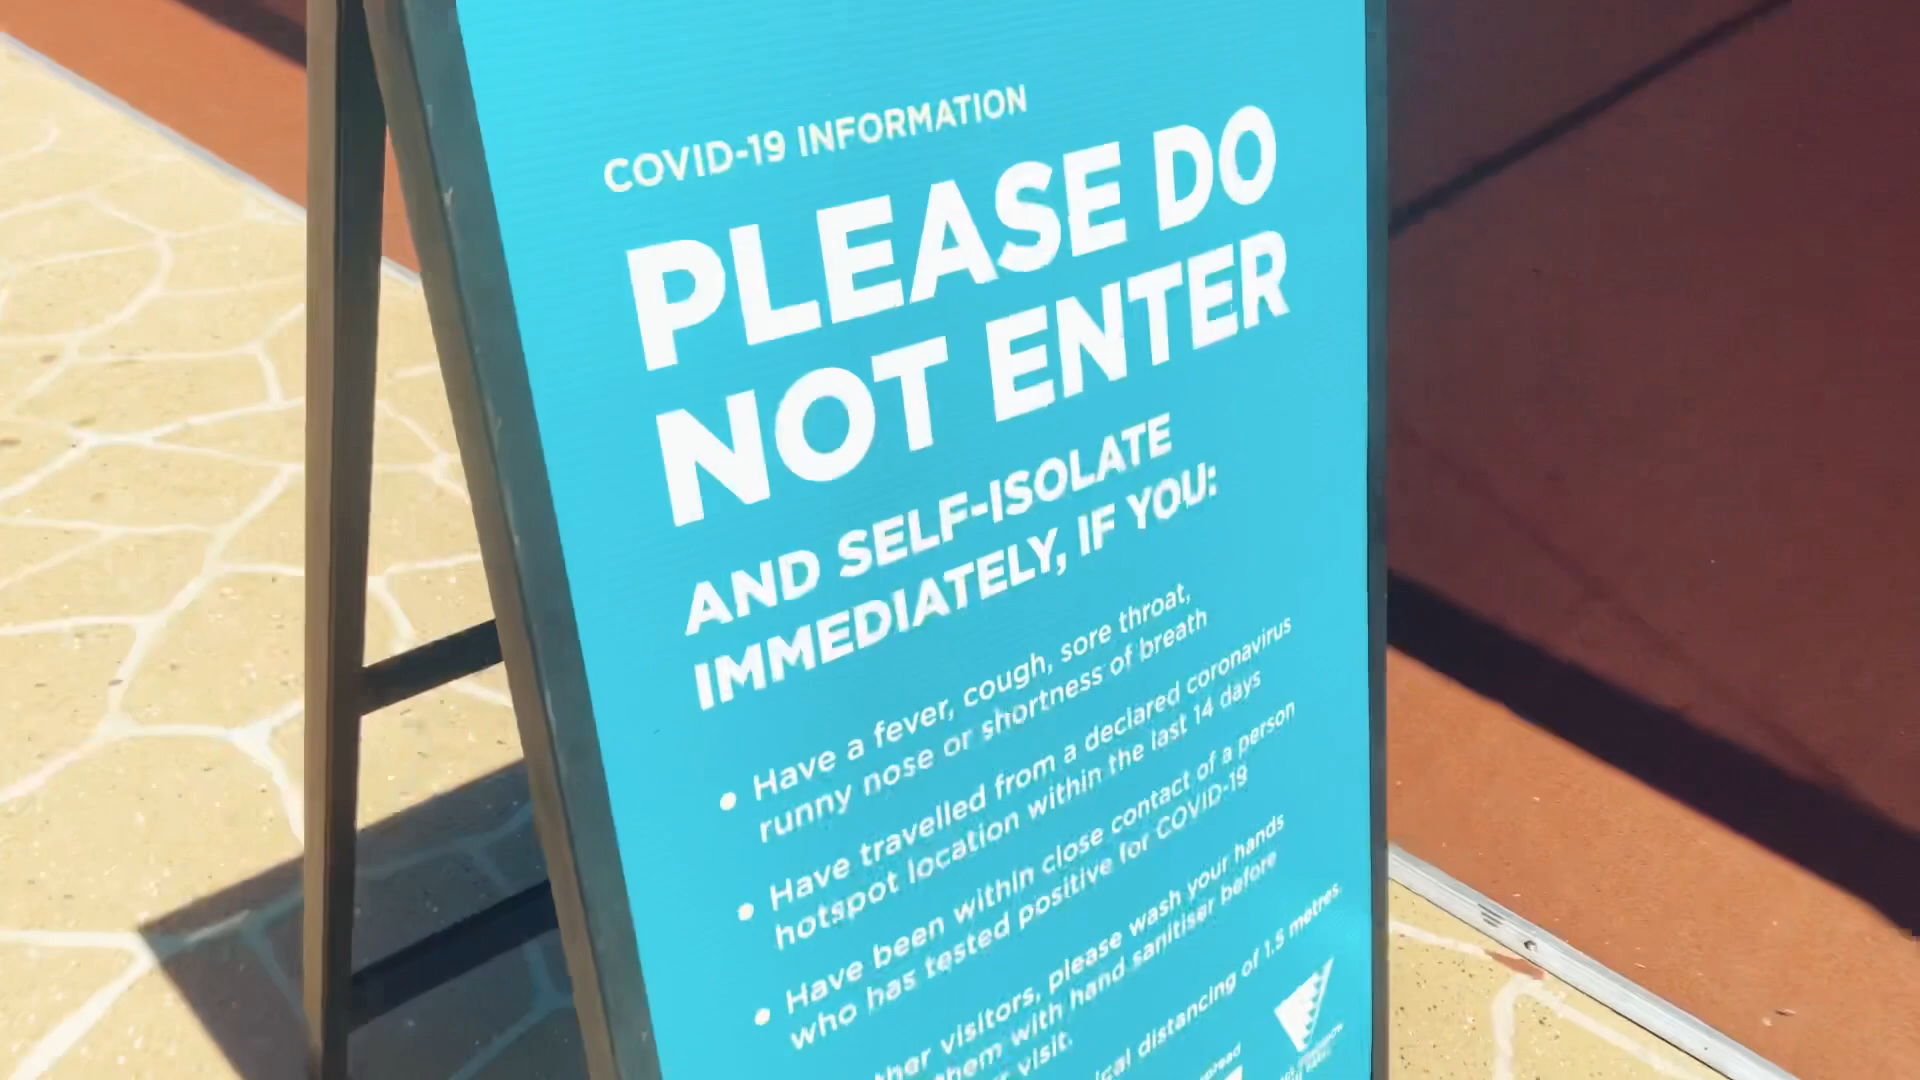 COVID-19 INFORMATION
PLEASE DO
NOT ENTER
AND SELF-ISOLATE
IMMEDIATELY, IF YOU:
• Have a fever, cough, sore throat,
runny nose or shortness of breath
• Have travelled from a declared coronavirus
hotspot location within the last 14 days
• Have been within close contact of a person
who has tested positive for COVID-19
visitors, please wash your hands
with hand sanitiser before
visit.
distancing of 1.5 metres.